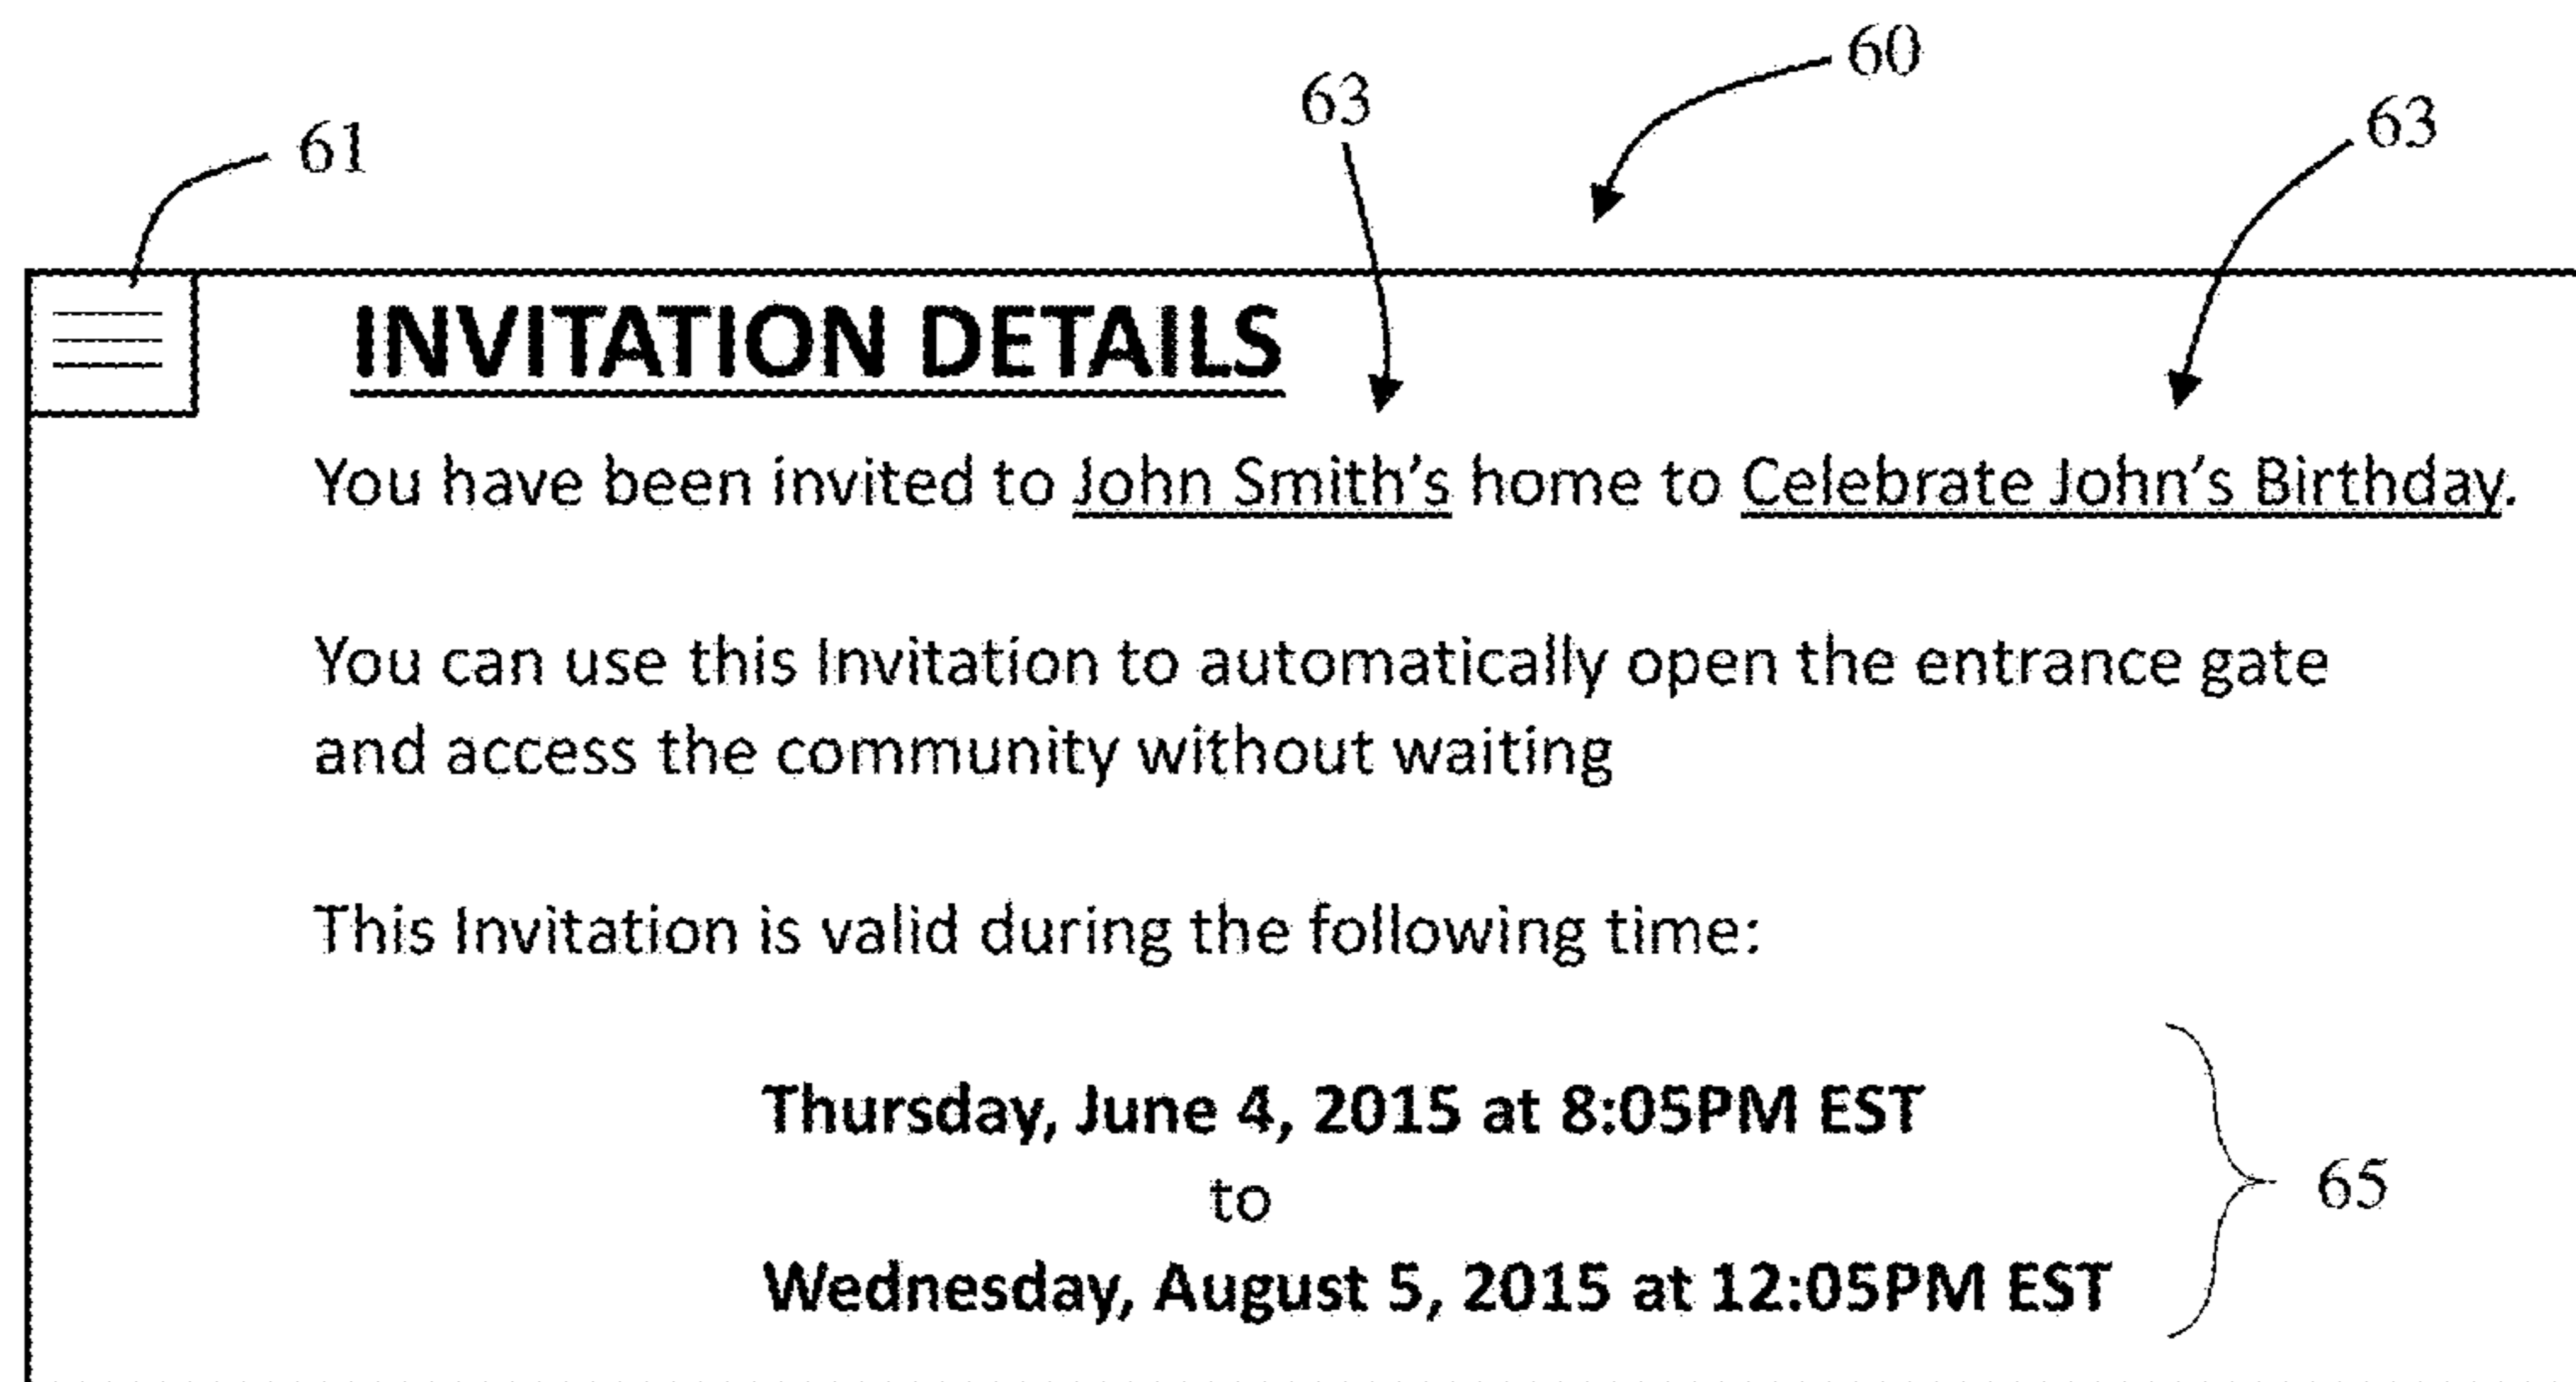 60
63
63
61
INVITATION DETAILS
You have been invited to John Smith's home to Celebrate John's Birthday.
You can use this Invitation to automatically open the entrance gate
and access the community without waiting
This Invitation is valid during the following time:
Thursday, June 4, 2015 at 8:05PM EST
to
65
Wednesday, August 5, 2015 at 12:05PM EST